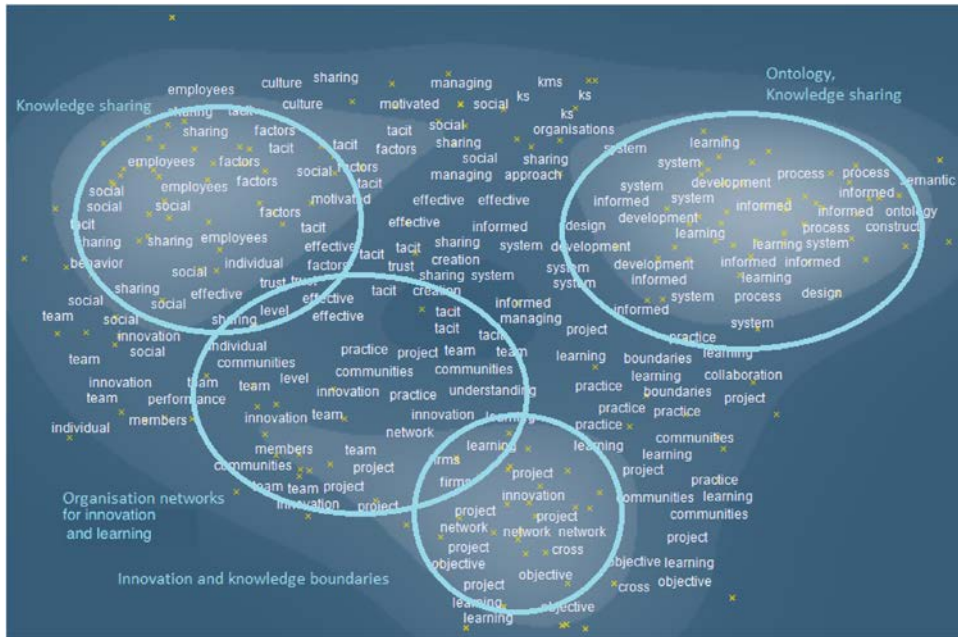 culture sharing managing kms Ontology,
employees ks ks Knowledge sharing
Knowledge sharing culture motivated social
sharing tacit ks
sharing factors tacit social organisations
tacit factors sharing system learning
employees factors social sharing system process process
social factors tacit managing approach system development informed semantic
social employees factors motivated effective effective informed system informed informed ontology
social factors tacit effective informed design development process construct
tacit
sharing sharing employees effective tacit sharing system development learning learning system
behavior individual tacit creation
social factors trust system development informed informed
sharing effective trust trust sharing system system informed learning
social effective tacit creation informed system process design
social level effective tacit managing informed
team social sharing tacit project system
innovation individual tacit practice
social communities practice project team team learning boundaries learning
team communities communities learning collaboration
innovation team team level innovation practice understanding practice boundaries project
team performance
individual members innovation team innovation learning practice practice
network practice
members team learning learning communities
communities project firms project learning
team team project firms innovation practice
Organisation networks innovation project communities learning
for innovation project project communities
and learning network network network
project cross project
Innovation and knowledge boundaries objective objective objective learning
project cross objective
learning objective
learning